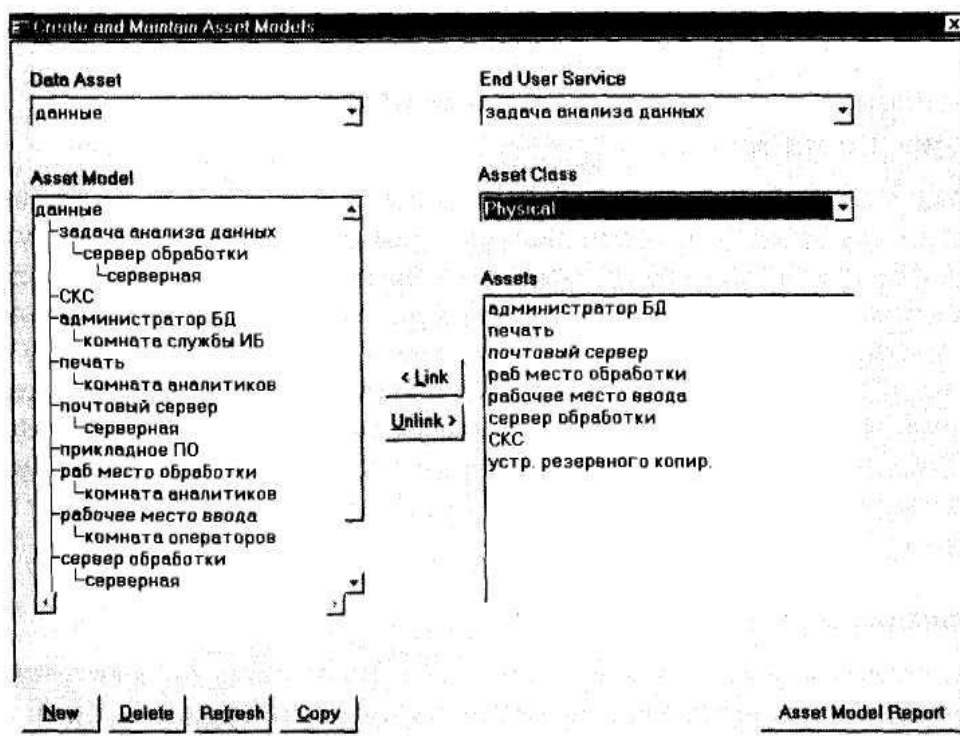 Create and Maintain Asset Models
Data Asset
данные
End User Service
задача анализа данных
Asset Model
данные
задача анализа данных
сервер обработки
серверная
СКС
администратор БД
комната службы ИБ
печать
комната аналитиков
почтовый сервер
серверная
прикладное ПО
раб место обработки
комната аналитиков
рабочее место ввода
комната операторов
сервер обработки
серверная
< Link
Unlink >
Asset Class
Physical
Assets
администратор БД
печать
почтовый сервер
раб место обработки
рабочее место ввода
сервер обработки
СКС
устр. резервного копир.
New Delete Refresh Copy Asset Model Report